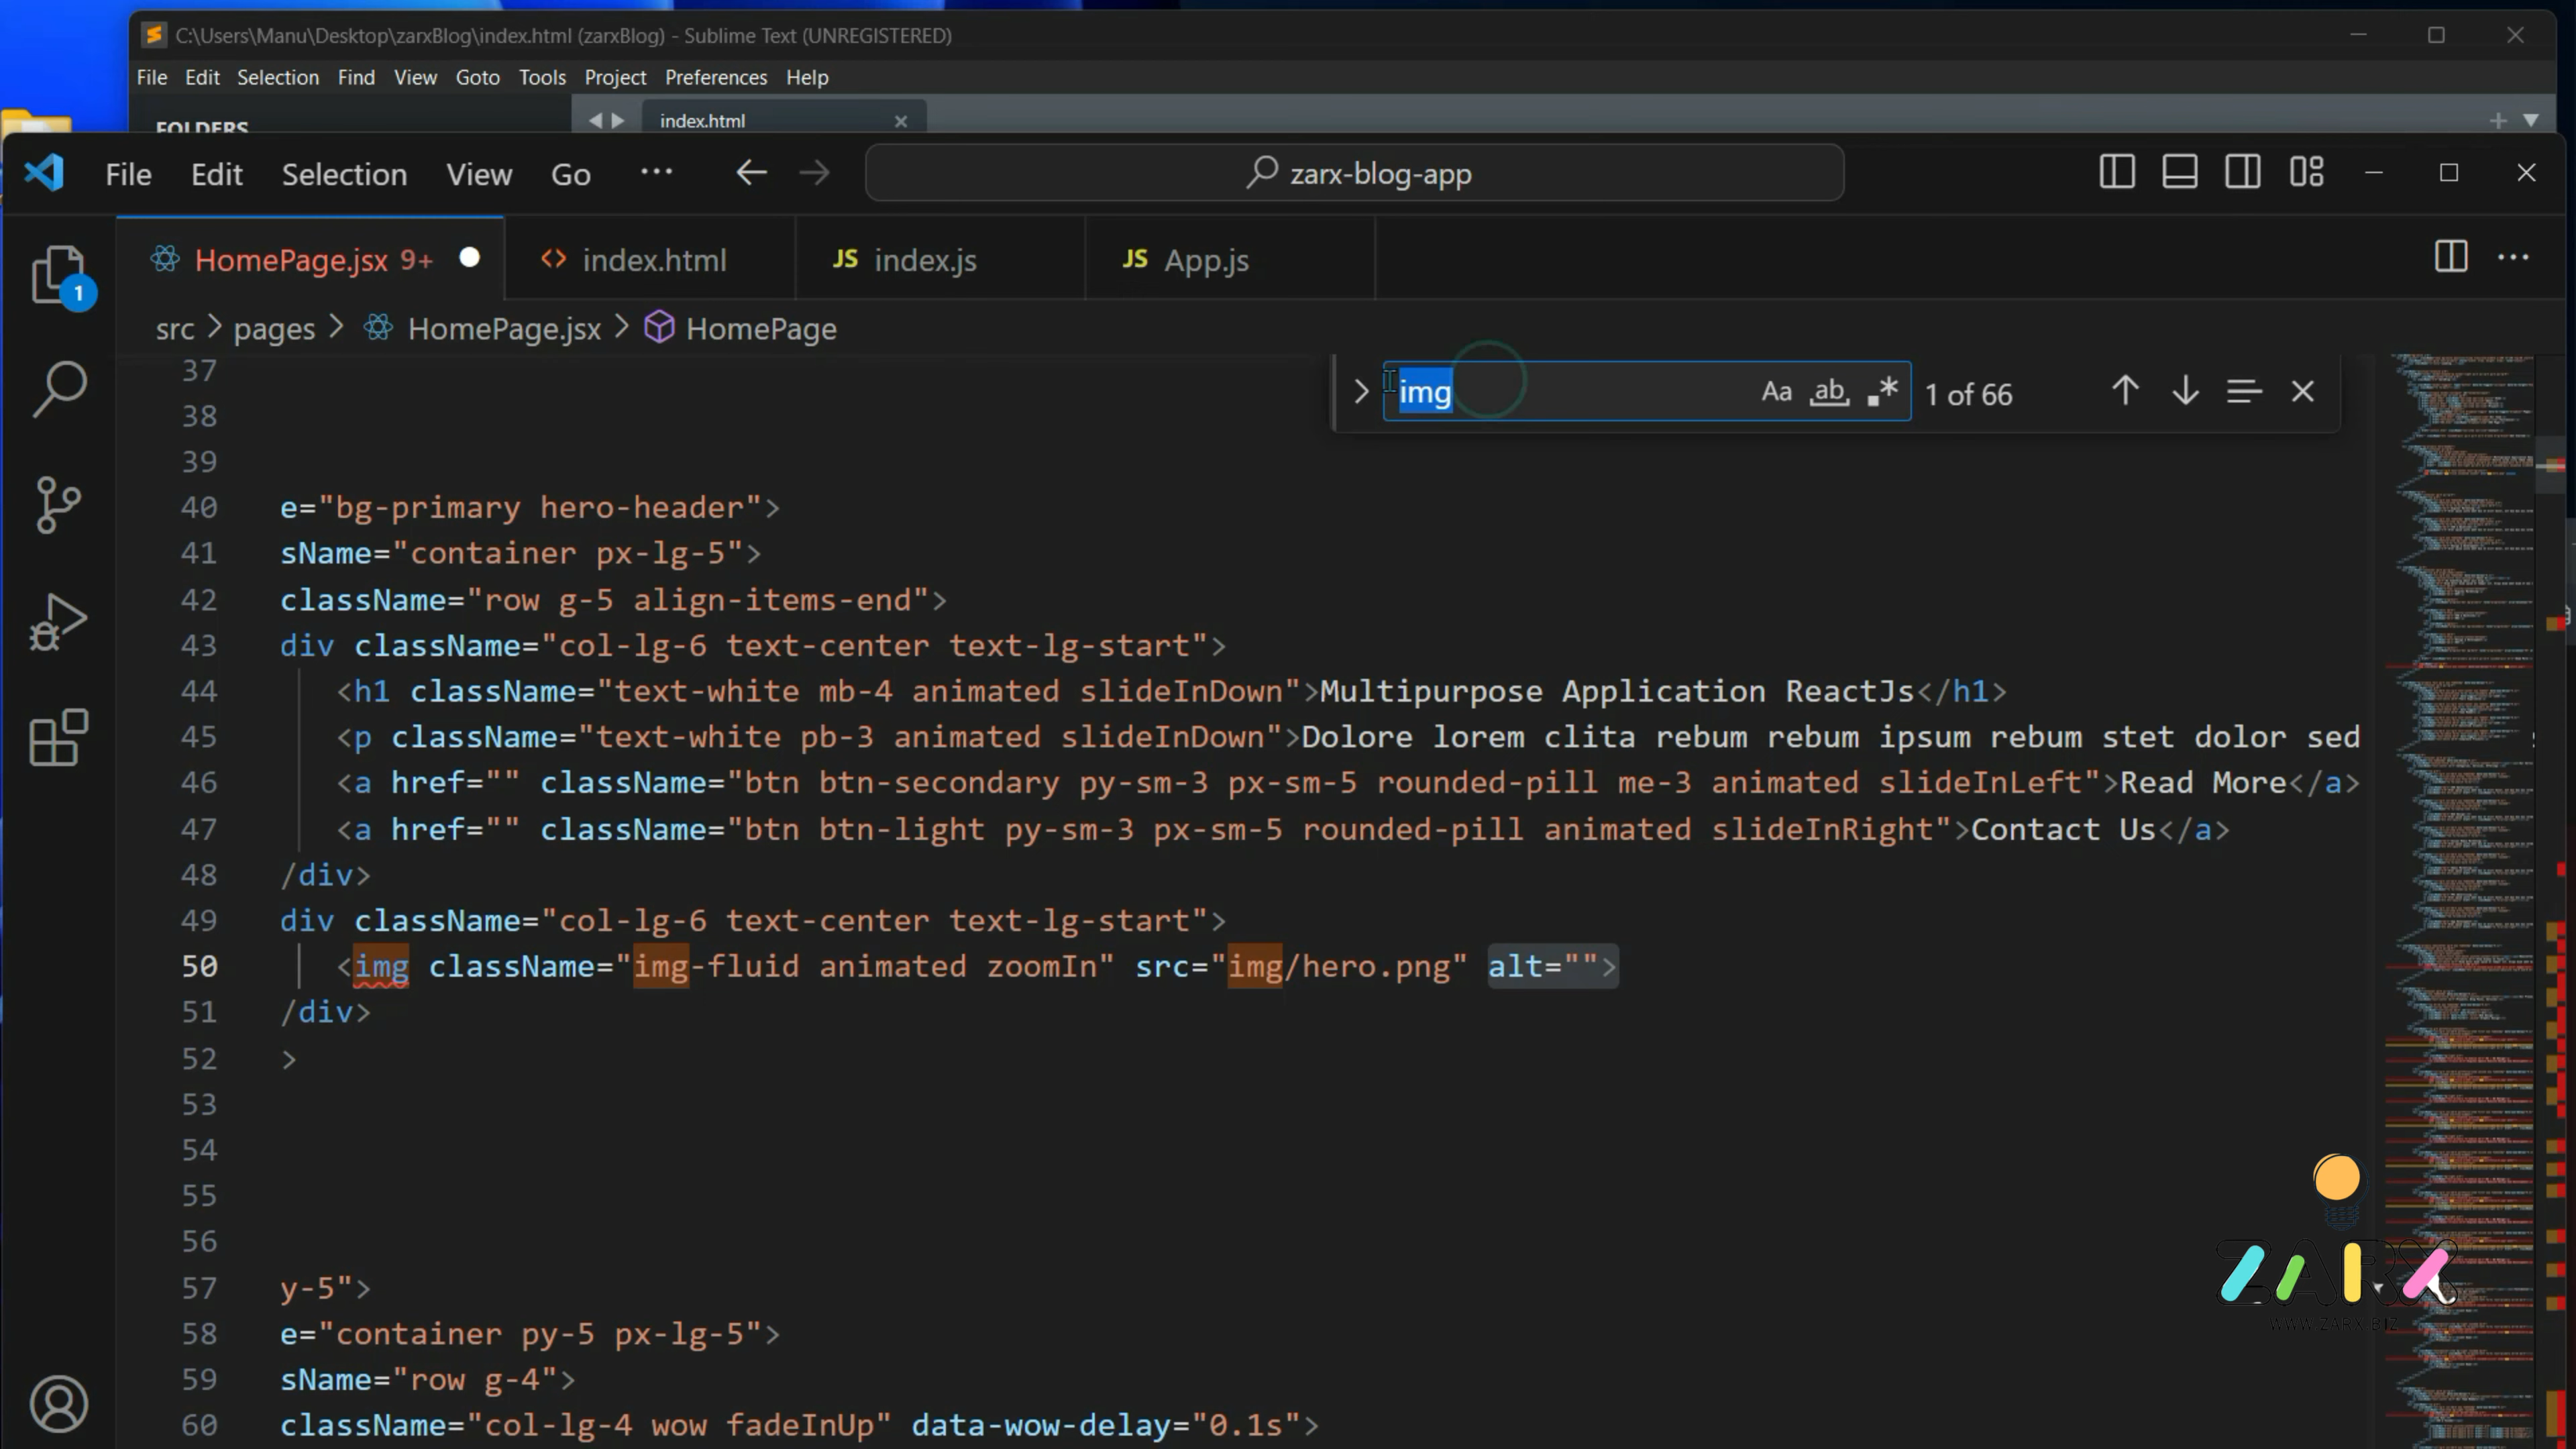 C:\Users\Manu\Desktop\zarxBlog\index.html (zarxBlog) - Sublime Text (UNREGISTERED)
File Edit Selection Find View Goto Tools Project Preferences Help
FOLDERS
index.html
File Edit Selection View Go ··· zarx-blog-app
HomePage.jsx 9+ index.html JS index.js JS App.js
1
src > pages > HomePage.jsx > HomePage
img Aa ab .* 1 of 66
37
38
39
40 e="bg-primary hero-header">
41 sName="container px-lg-5">
42 className="row g-5 align-items-end">
43 div className="col-lg-6 text-center text-lg-start">
44 <h1 className="text-white mb-4 animated slideInDown">Multipurpose Application ReactJs</h1>
45 <p className="text-white pb-3 animated slideInDown">Dolore lorem clita rebum rebum ipsum rebum stet dolor sed
46 <a href="" className="btn btn-secondary py-sm-3 px-sm-5 rounded-pill me-3 animated slideInLeft">Read More</a>
47 <a href="" className="btn btn-light py-sm-3 px-sm-5 rounded-pill animated slideInRight">Contact Us</a>
48 /div>
49 div className="col-lg-6 text-center text-lg-start">
50 <img className="img-fluid animated zoomIn" src="img/hero.png" alt="">
51 /div>
52 >
53
54
55
56
57 y-5">
58 e="container py-5 px-lg-5">
59 sName="row g-4">
60 className="col-lg-4 wow fadeInUp" data-wow-delay="0.1s">
ZARX
WWW.ZARX.BIZ